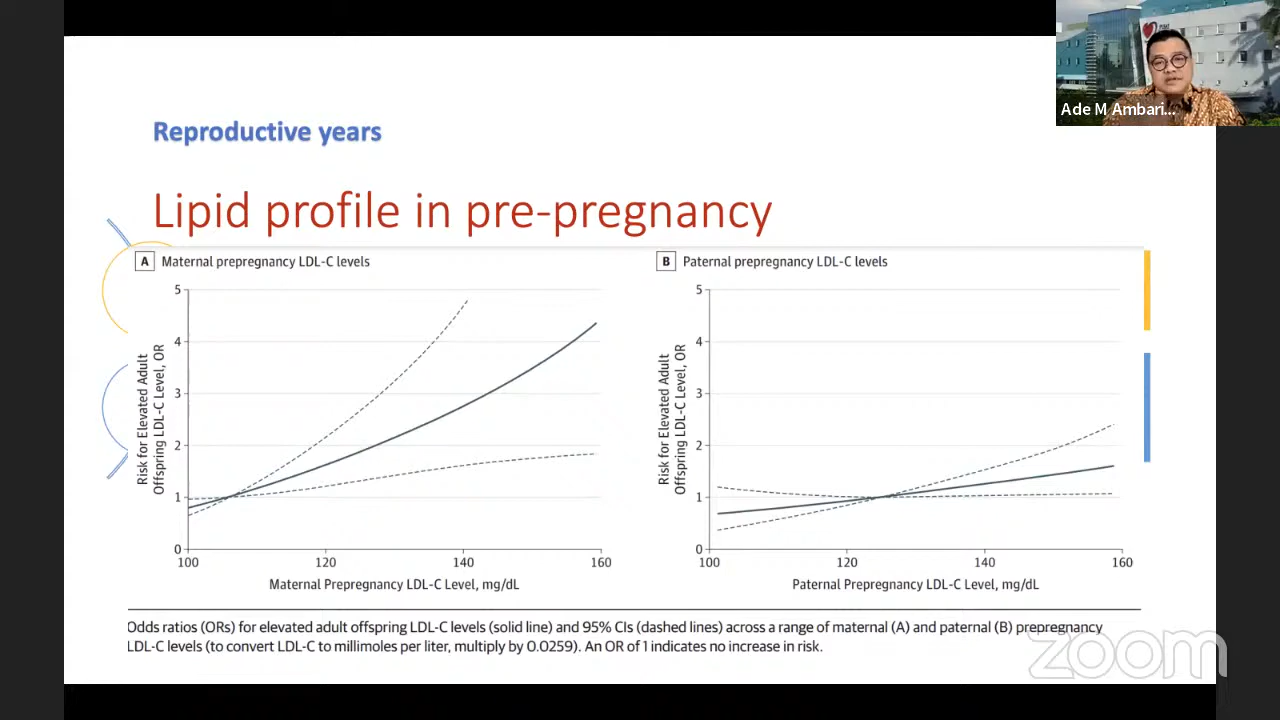 Ade M Ambari...
Reproductive years
Lipid profile in pre-pregnancy
A Maternal prepregnancy LDL-C levels
5
4
3
2
1
0
Risk for Elevated Adult
Offspring LDL-C Level, OR
100 120 140 160
Maternal Prepregnancy LDL-C Level, mg/dL
B Paternal prepregnancy LDL-C levels
5
4
3
2
1
0
Risk for Elevated Adult
Offspring LDL-C Level, OR
100 120 140 160
Paternal Prepregnancy LDL-C Level, mg/dL
Odds ratios (ORs) for elevated adult offspring LDL-C levels (solid line) and 95% CIs (dashed lines) across a range of maternal (A) and paternal (B) prepregnancy
LDL-C levels (to convert LDL-C to millimoles per liter, multiply by 0.0259). An OR of 1 indicates no increase in risk.
zoom